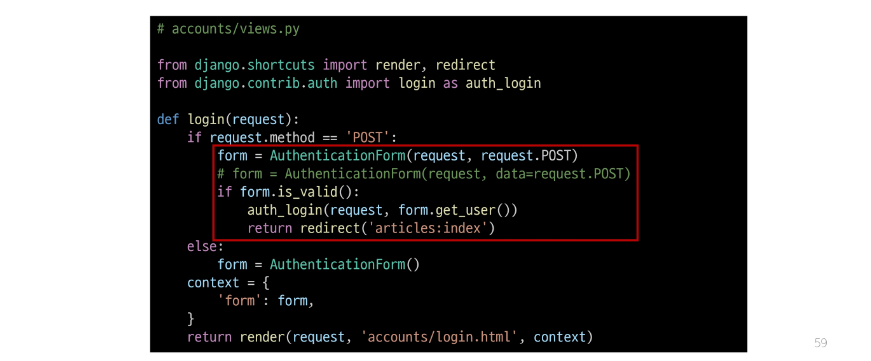 # accounts/views.py
from django.shortcuts import render, redirect
from django.contrib.auth import login as auth_login
def login(request):
    if request.method == 'POST':
        form = AuthenticationForm(request, request.POST)
        # form = AuthenticationForm(request, data=request.POST)
        if form.is_valid():
            auth_login(request, form.get_user())
            return redirect('articles:index')
    else:
        form = AuthenticationForm()
    context = {
        'form': form,
    }
    return render(request, 'accounts/login.html', context)
59